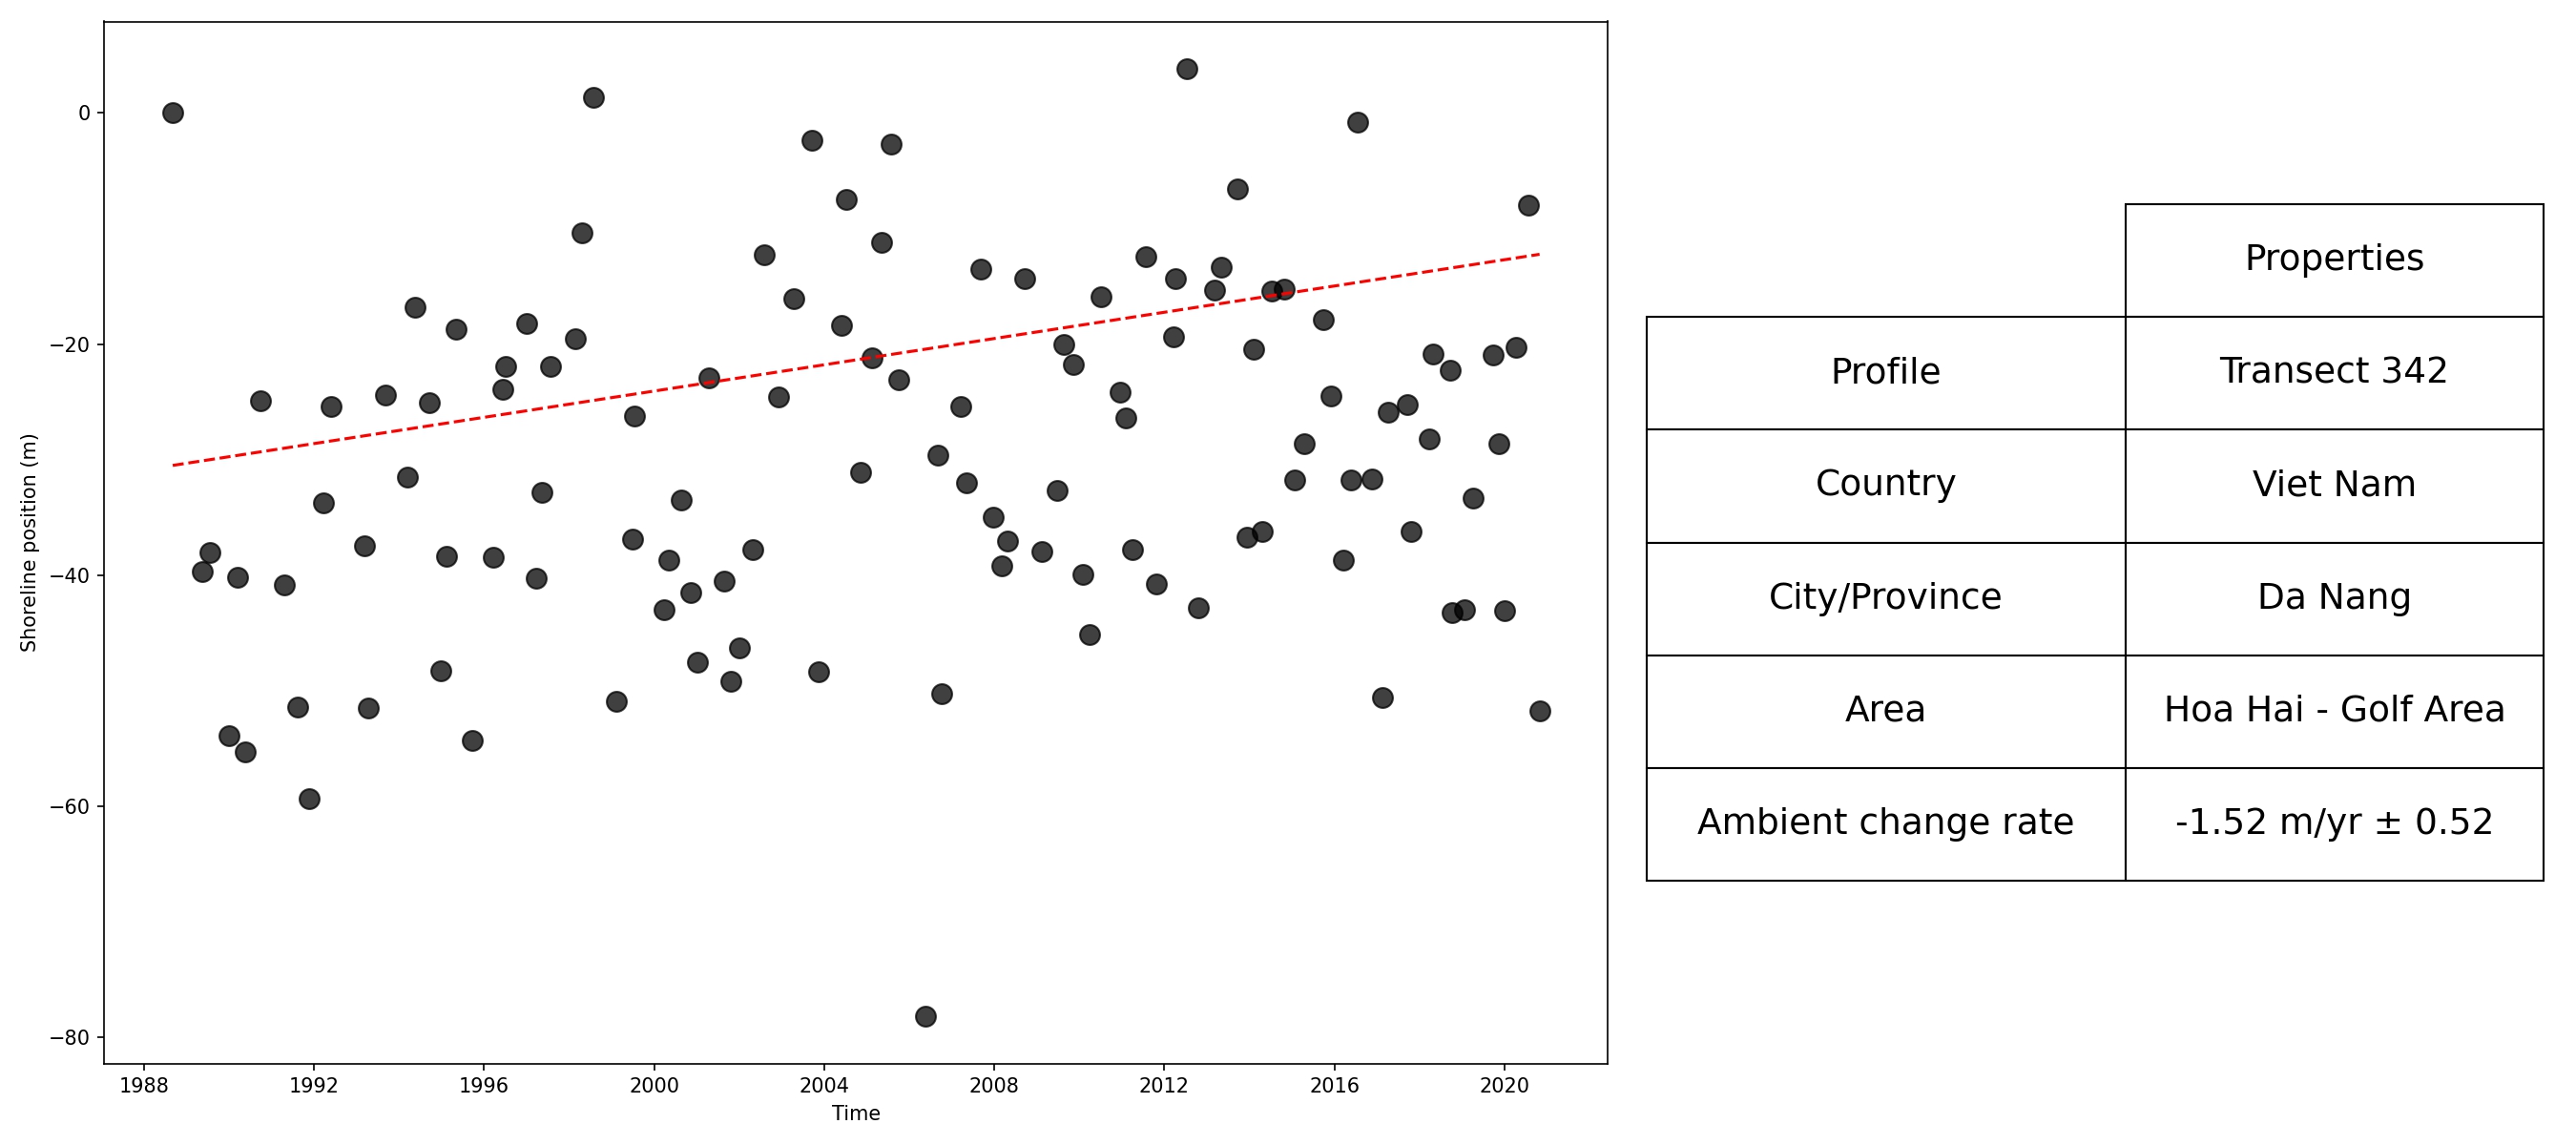 0
−20
−40
−60
−80
Shoreline position (m)
1988 1992 1996 2000 2004 2008 2012 2016 2020
Time
Properties
Profile Transect 342
Country Viet Nam
City/Province Da Nang
Area Hoa Hai - Golf Area
Ambient change rate -1.52 m/yr ± 0.52